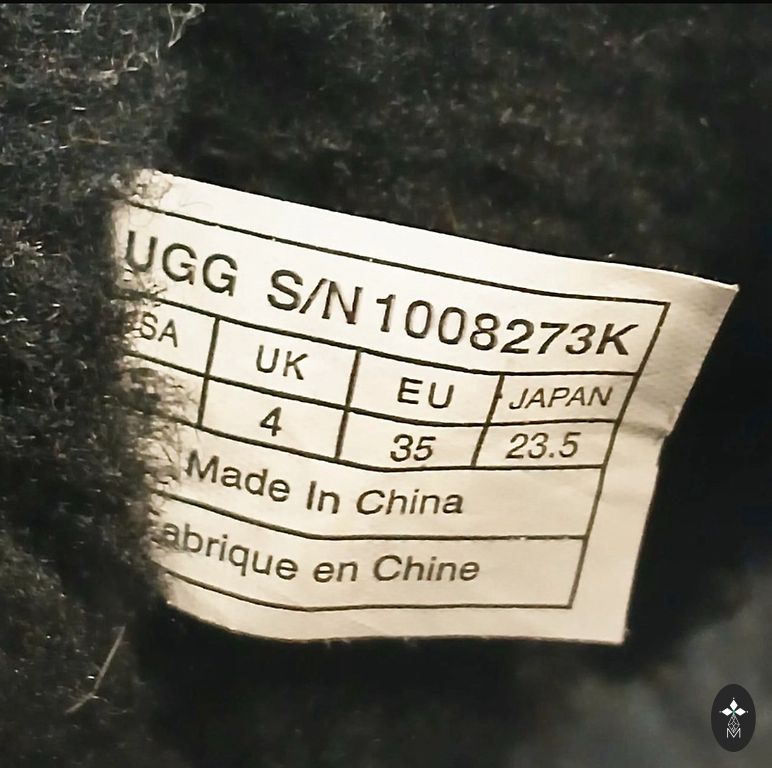 UGG S/N 1008273K
SA UK EU JAPAN
4 35 23.5
Made In China
abrique en Chine
M